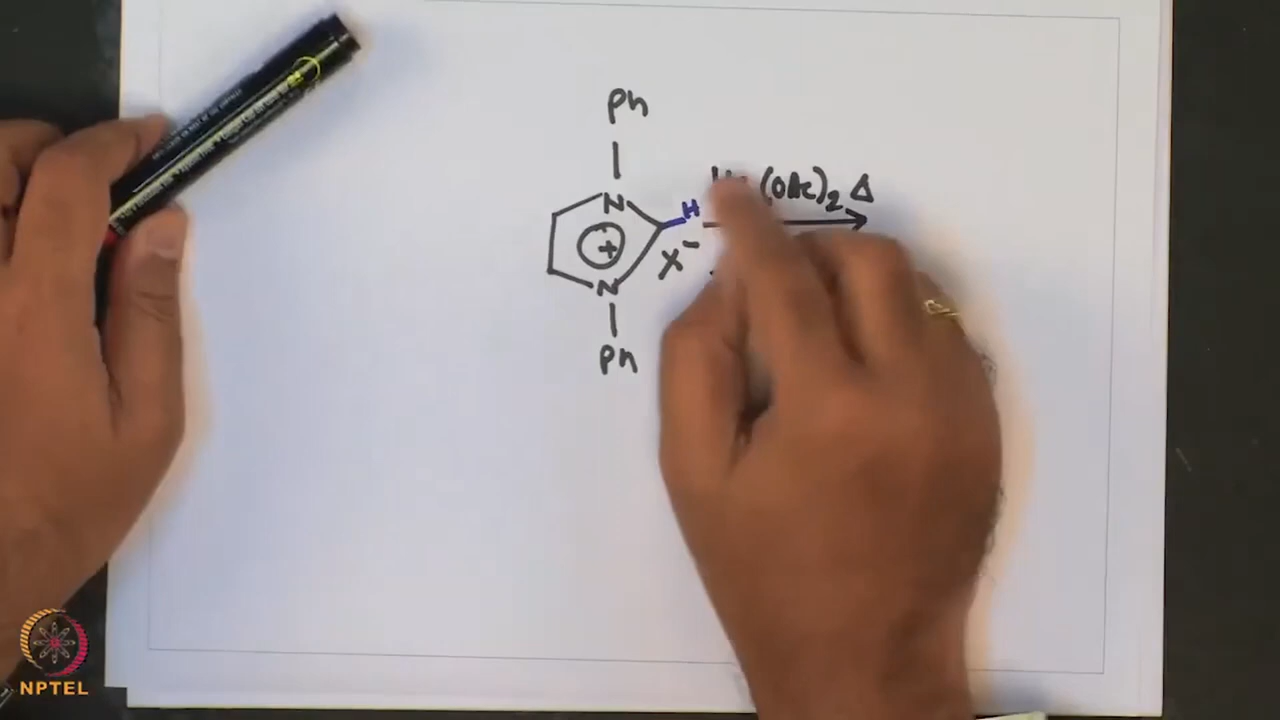 Ph
(OAc)₂ Δ
N
H
+
X⁻
N
Ph
NPTEL